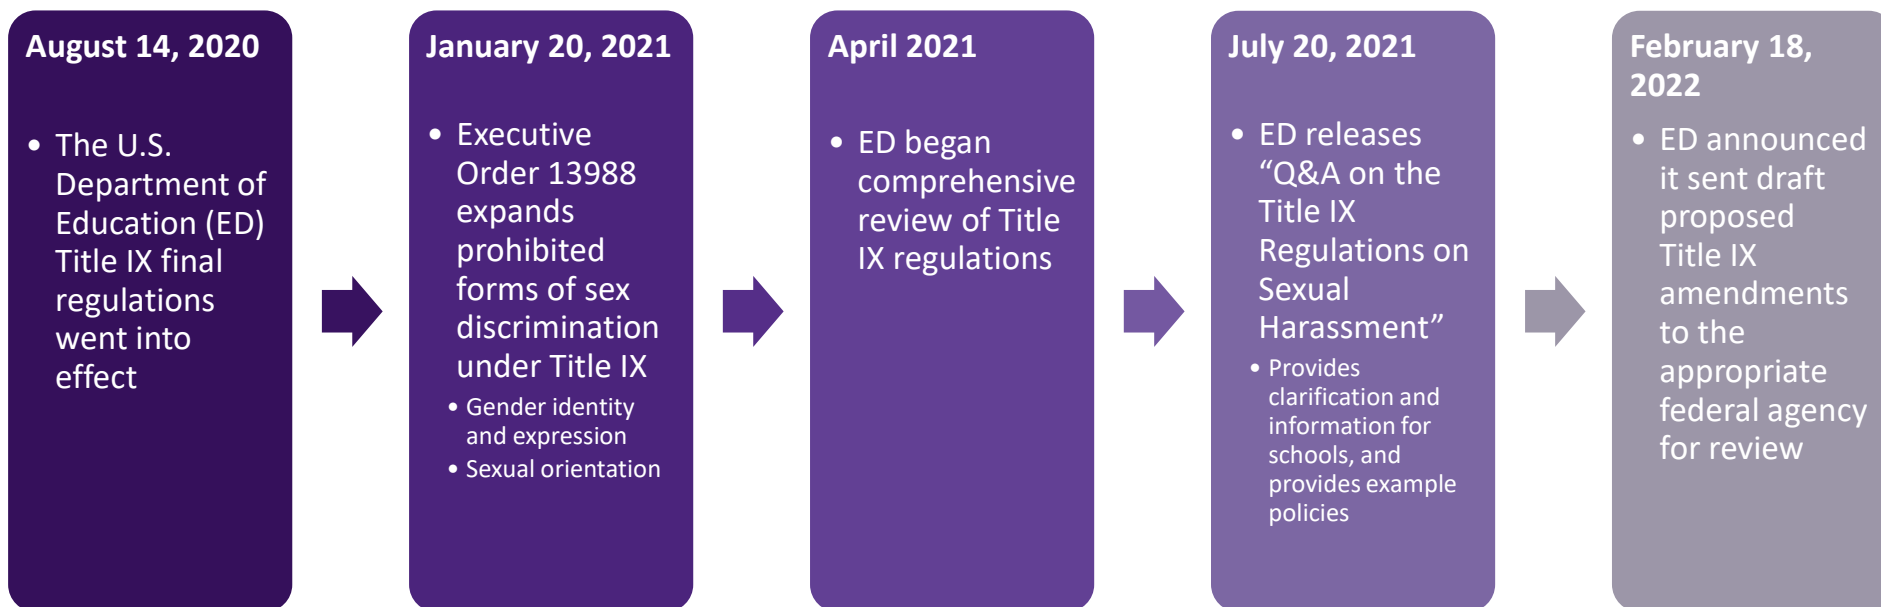 August 14, 2020
• The U.S.
Department of
Education (ED)
Title IX final
regulations
went into
effect
January 20, 2021
• Executive
Order 13988
expands
prohibited
forms of sex
discrimination
under Title IX
• Gender identity
and expression
• Sexual orientation
April 2021
• ED began
comprehensive
review of Title
IX regulations
July 20, 2021
• ED releases
“Q&A on the
Title IX
Regulations on
Sexual
Harassment”
• Provides
clarification and
information for
schools, and
provides example
policies
February 18,
2022
• ED announced
it sent draft
proposed
Title IX
amendments
to the
appropriate
federal agency
for review